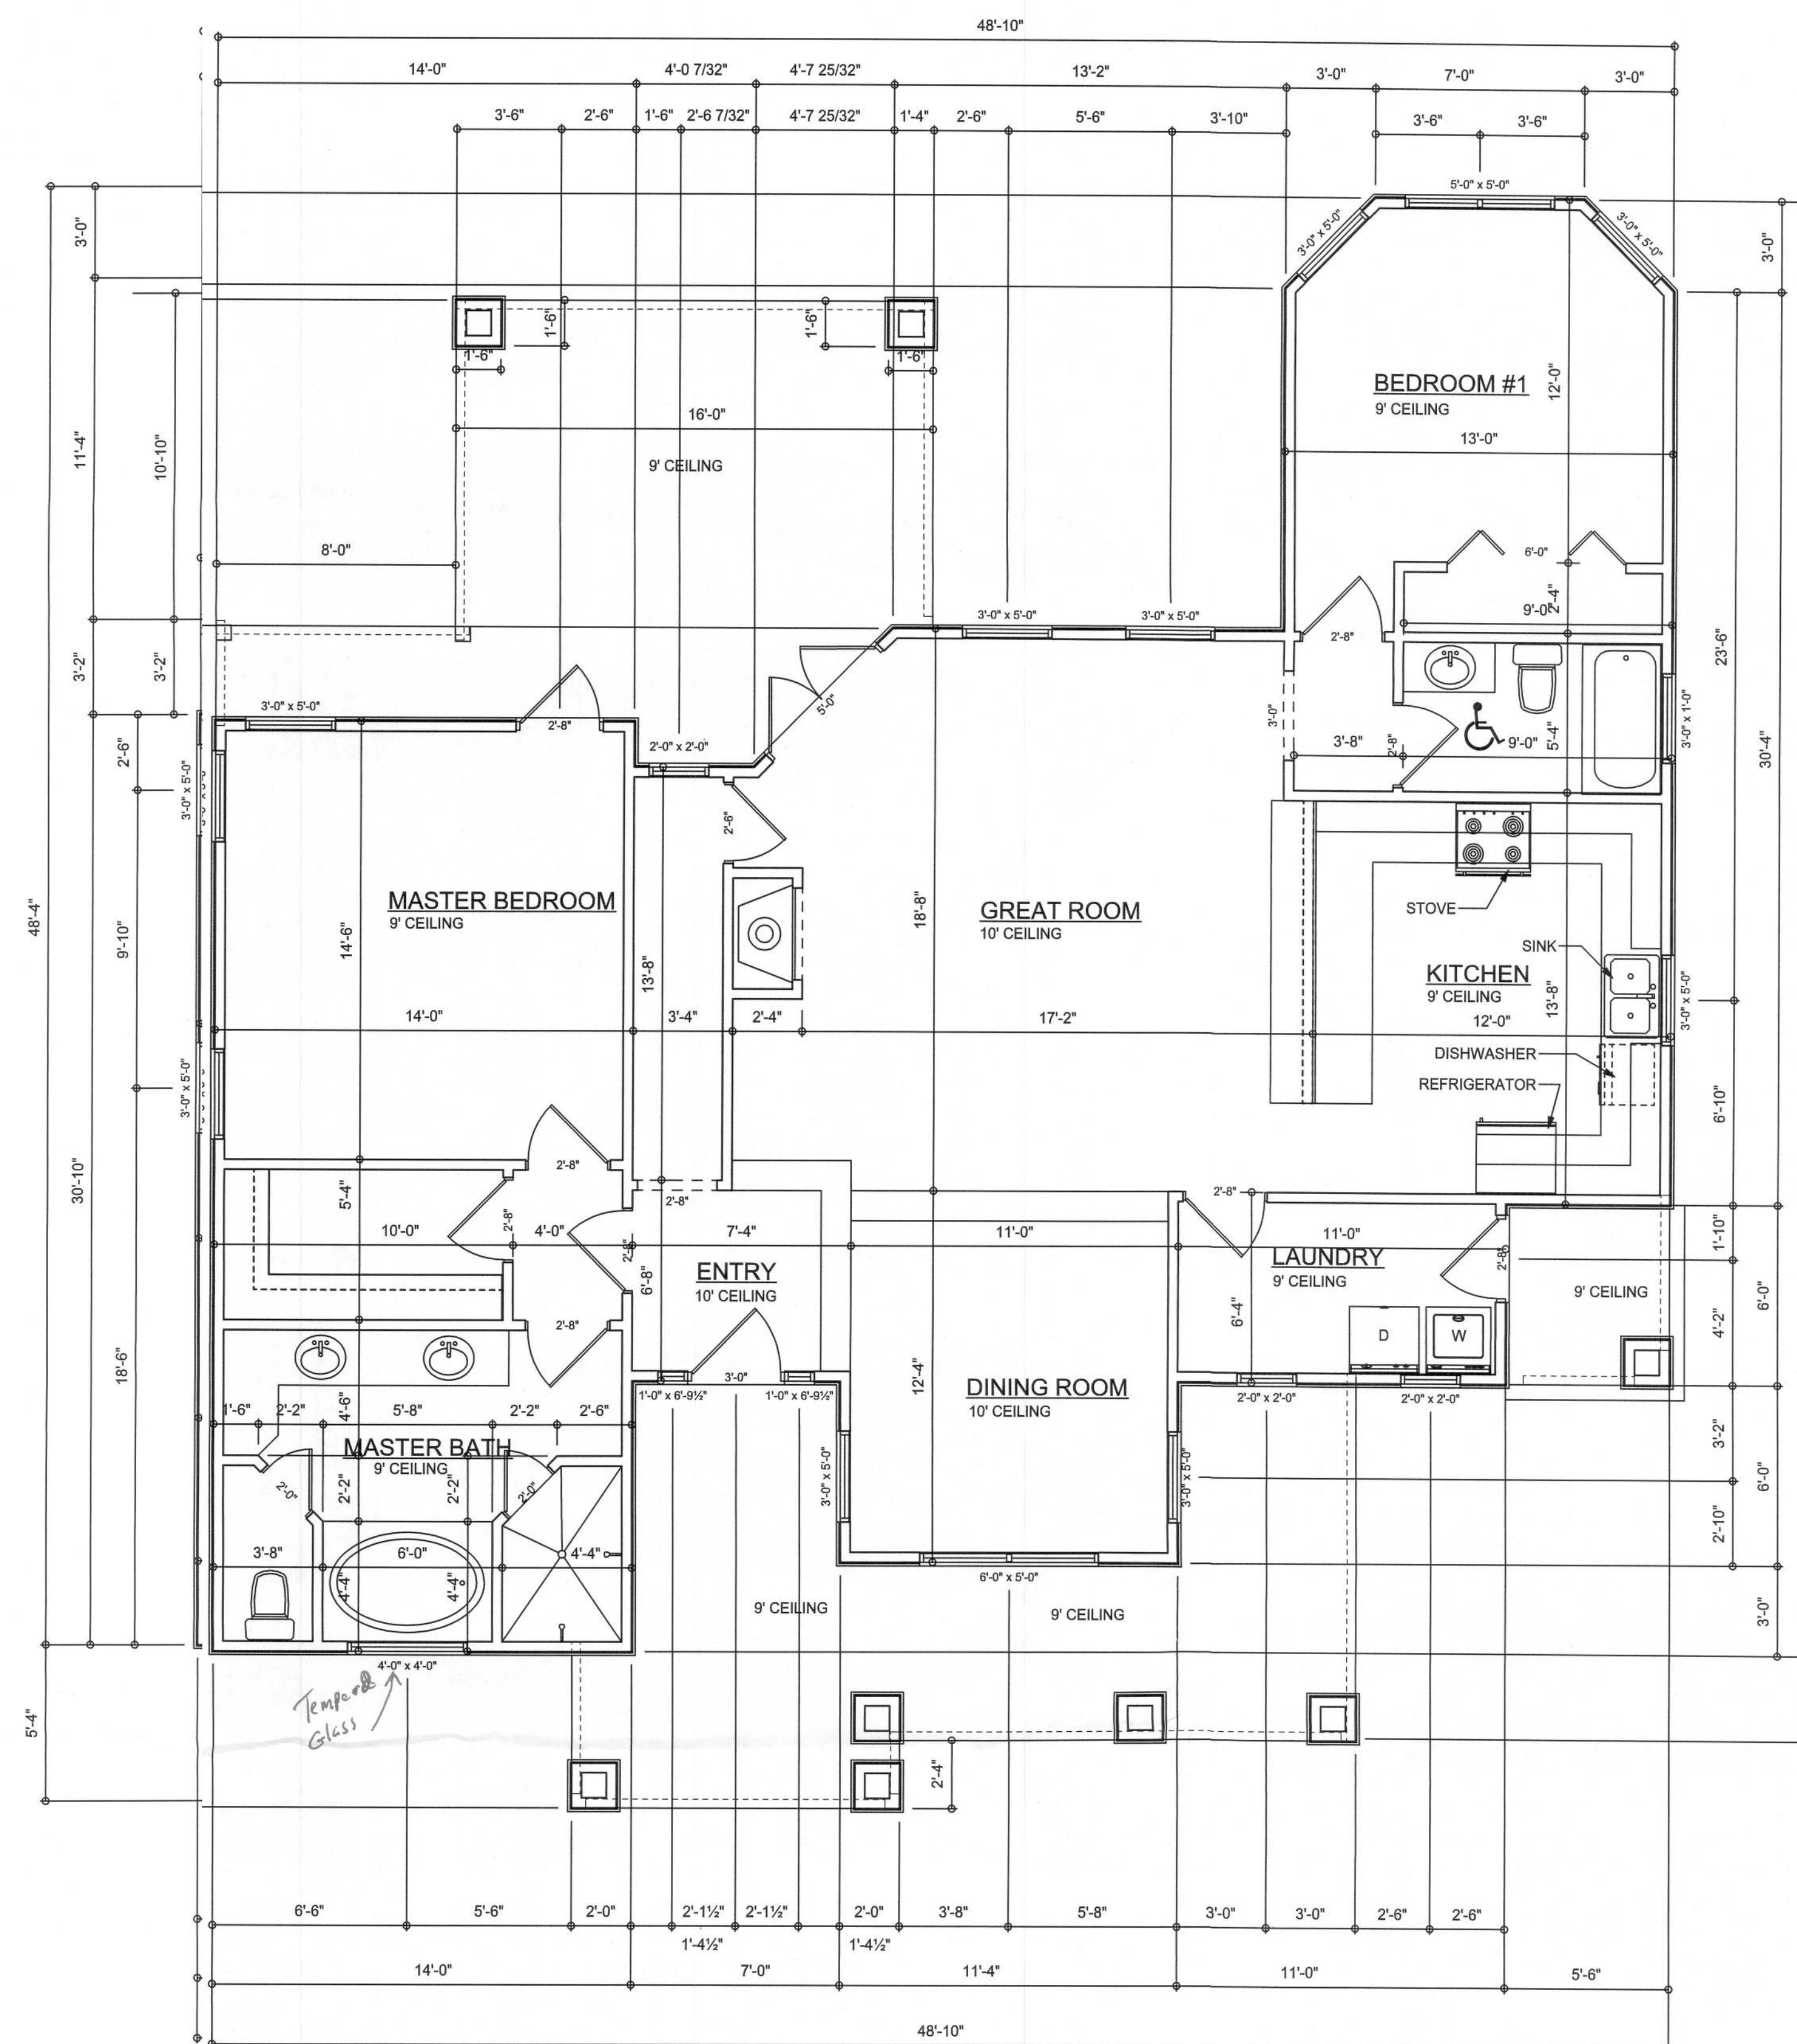 48'-10"
14'-0" 4'-0 7/32" 4'-7 25/32" 13'-2" 3'-0" 7'-0" 3'-0"
3'-6" 2'-6" 1'-6" 2'-6 7/32" 4'-7 25/32" 1'-4" 2'-6" 5'-6" 3'-10" 3'-6" 3'-6"
5'-0" x 5'-0"
3'-0" x 5'-0" 3'-0" x 5'-0"
3'-0" 3'-0"
1'-6" 1'-6"
1'-6" 1'-6"
BEDROOM #1
9' CEILING
12'-0"
16'-0"
13'-0"
9' CEILING
11'-4" 10'-10"
8'-0"
6'-0"
2'-4"
9'-0"
3'-0" x 5'-0" 3'-0" x 5'-0"
2'-8"
3'-2" 3'-2"
23'-6"
3'-0" x 5'-0"
2'-8"
5'-0"
3'-0"
3'-0" x 1'-0"
2'-0" x 2'-0"
3'-8" 2'-8" 9'-0" 5'-4"
30'-4"
2'-6"
3'-0" x 5'-0"
2'-6"
MASTER BEDROOM
9' CEILING
14'-6"
GREAT ROOM
10' CEILING
18'-8"
STOVE
SINK
KITCHEN
9' CEILING
13'-8"
48'-4"
9'-10"
13'-8"
3'-0" x 5'-0"
14'-0" 3'-4" 2'-4" 17'-2" 12'-0"
DISHWASHER
REFRIGERATOR
3'-0" x 5'-0"
6'-10"
2'-8"
5'-4"
2'-8"
2'-8"
30'-10"
10'-0" 2'-8" 4'-0" 2'-8" 7'-4" 11'-0" 11'-0" 2'-8"
1'-10"
LAUNDRY
9' CEILING
ENTRY
10' CEILING
6'-8"
6'-4"
9' CEILING
6'-0"
4'-2"
2'-8"
D W
18'-6"
3'-0"
1'-0" x 6'-9½" 1'-0" x 6'-9½"
12'-4"
DINING ROOM
10' CEILING
2'-0" x 2'-0" 2'-0" x 2'-0"
1'-6" 2'-2" 4'-6" 5'-8" 2'-2" 2'-6"
3'-2"
MASTER BATH
9' CEILING
2'-0" 2'-2" 2'-2" 2'-0"
3'-0" x 5'-0" 3'-0" x 5'-0"
6'-0"
2'-10"
3'-8" 6'-0" 4'-4"
4'-4" 4'-4"
6'-0" x 5'-0"
9' CEILING 9' CEILING
3'-0"
4'-0" x 4'-0"
Tempered
Glass
5'-4"
2'-4"
6'-6" 5'-6" 2'-0" 2'-1½" 2'-1½" 2'-0" 3'-8" 5'-8" 3'-0" 3'-0" 2'-6" 2'-6"
1'-4½" 1'-4½"
14'-0" 7'-0" 11'-4" 11'-0" 5'-6"
48'-10"